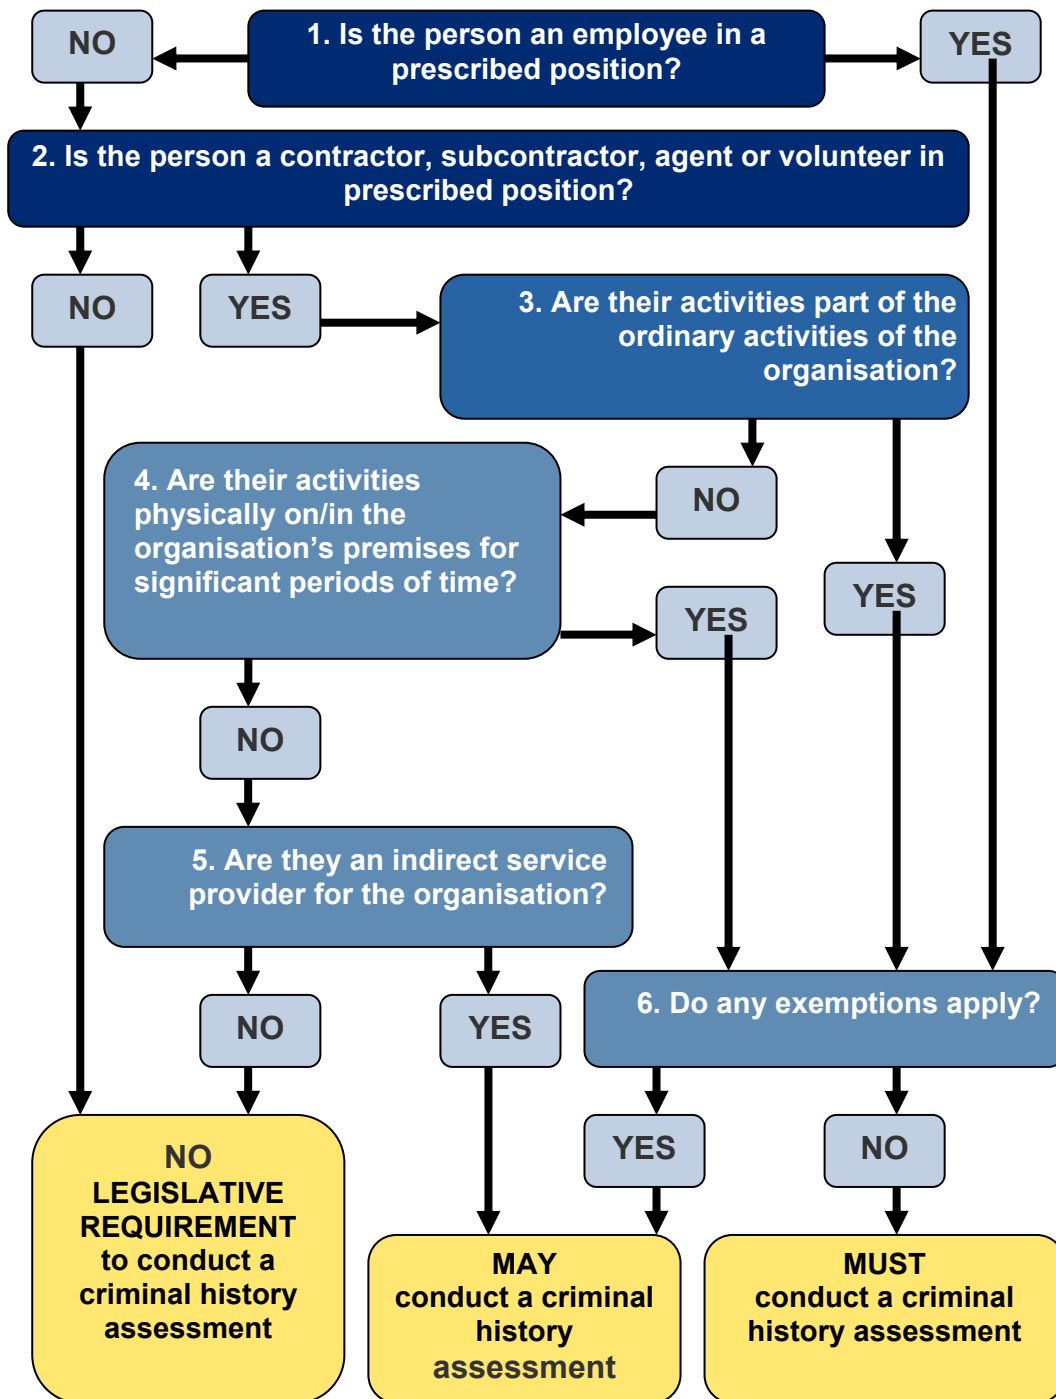 NO
1. Is the person an employee in a
prescribed position?
YES
2. Is the person a contractor, subcontractor, agent or volunteer in
prescribed position?
NO
YES
3. Are their activities part of the
ordinary activities of the
organisation?
4. Are their activities
physically on/in the
organisation’s premises for
significant periods of time?
NO
YES
YES
NO
5. Are they an indirect service
provider for the organisation?
NO
YES
6. Do any exemptions apply?
YES
NO
NO
LEGISLATIVE
REQUIREMENT
to conduct a
criminal history
assessment
MAY
conduct a criminal
history
assessment
MUST
conduct a criminal
history assessment